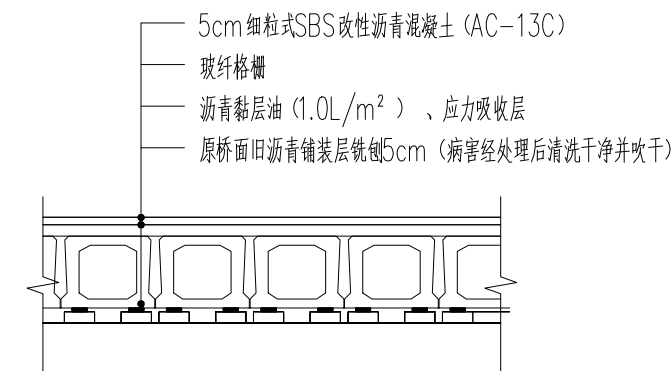 5cm细粒式SBS改性沥青混凝土(AC-13C)
玻纤格栅
沥青黏层油(1.0L/m²)、应力吸收层
原桥面旧沥青铺装层铣刨5cm(病害经处理后清洗干净并吹干)